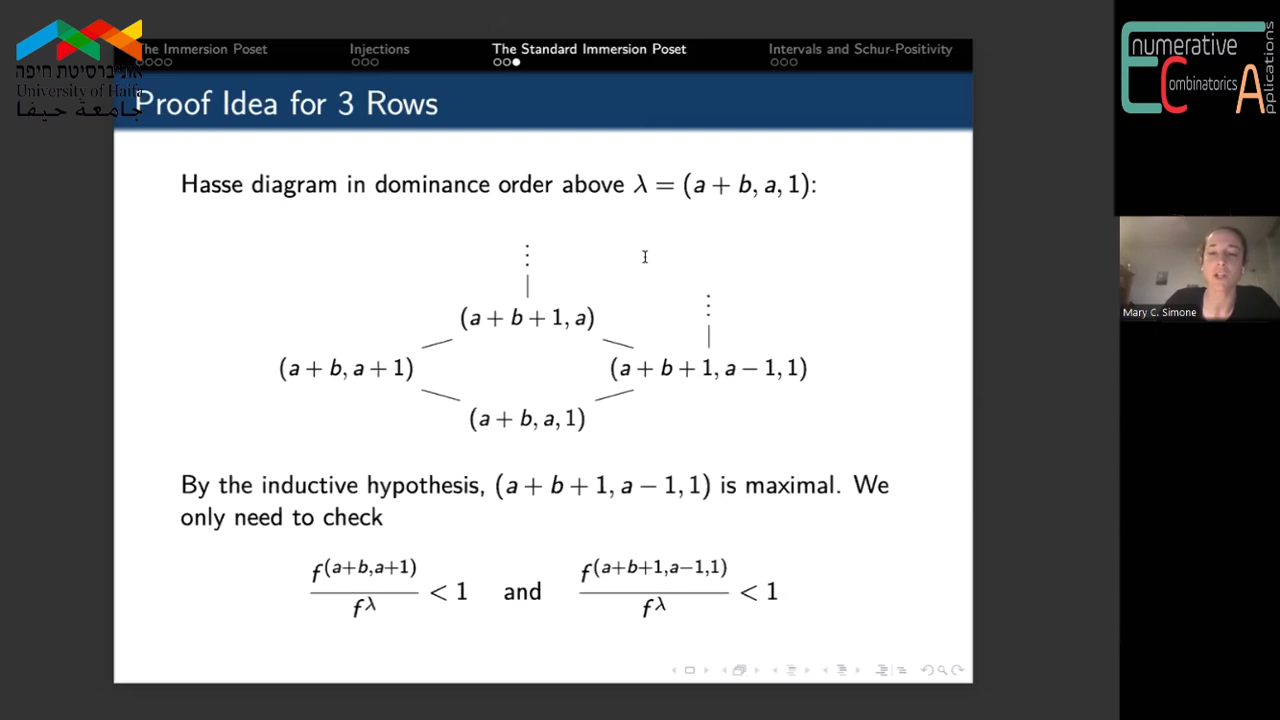 The Immersion Poset
Injections
The Standard Immersion Poset
Intervals and Schur-Positivity
אוניברסיטת חיפה
University of Haifa
جامعة حيفا
Enumerative
Combinatorics
Applications
Proof Idea for 3 Rows
Hasse diagram in dominance order above λ = (a + b, a, 1):
⋮
(a + b + 1, a)
⋮
(a + b, a + 1)
(a + b + 1, a − 1, 1)
(a + b, a, 1)
By the inductive hypothesis, (a + b + 1, a − 1, 1) is maximal. We
only need to check
f^(a+b,a+1) / f^λ < 1 and f^(a+b+1,a−1,1) / f^λ < 1
Mary C. Simone